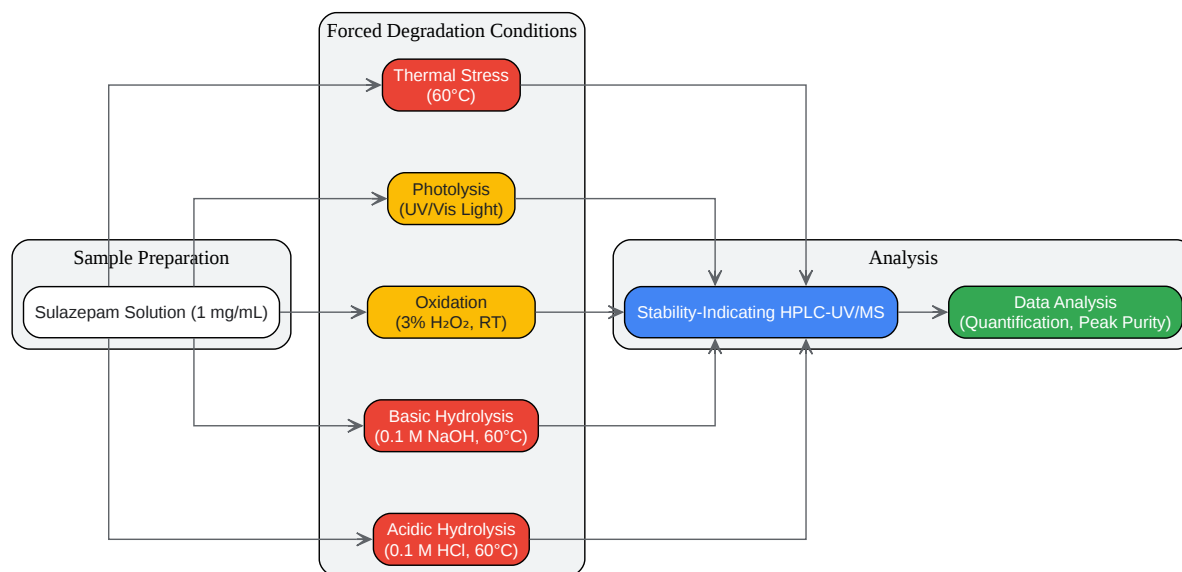 Forced Degradation Conditions
Thermal Stress
(60°C)
Photolysis
(UV/Vis Light)
Sample Preparation
Analysis
Sulazepam Solution (1 mg/mL)
Oxidation
(3% H₂O₂, RT)
Stability-Indicating HPLC-UV/MS
Data Analysis
(Quantification, Peak Purity)
Basic Hydrolysis
(0.1 M NaOH, 60°C)
Acidic Hydrolysis
(0.1 M HCl, 60°C)